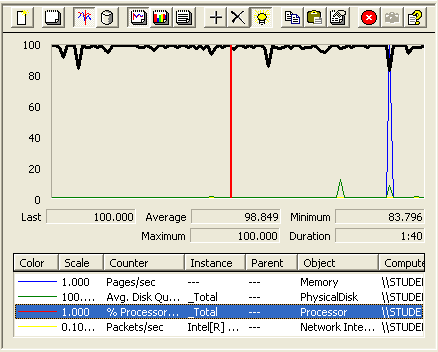 100
80
60
40
20
0
Last 100.000 Average 98.849 Minimum 83.796
Maximum 100.000 Duration 1:40
Color Scale Counter Instance Parent Object Compute
1.000 Pages/sec --- --- Memory \\STUDE
100.... Avg. Disk Qu... _Total --- PhysicalDisk \\STUDE
1.000 % Processor... _Total --- Processor \\STUDE
0.10... Packets/sec Intel[R] ... --- Network Inte... \\STUDE